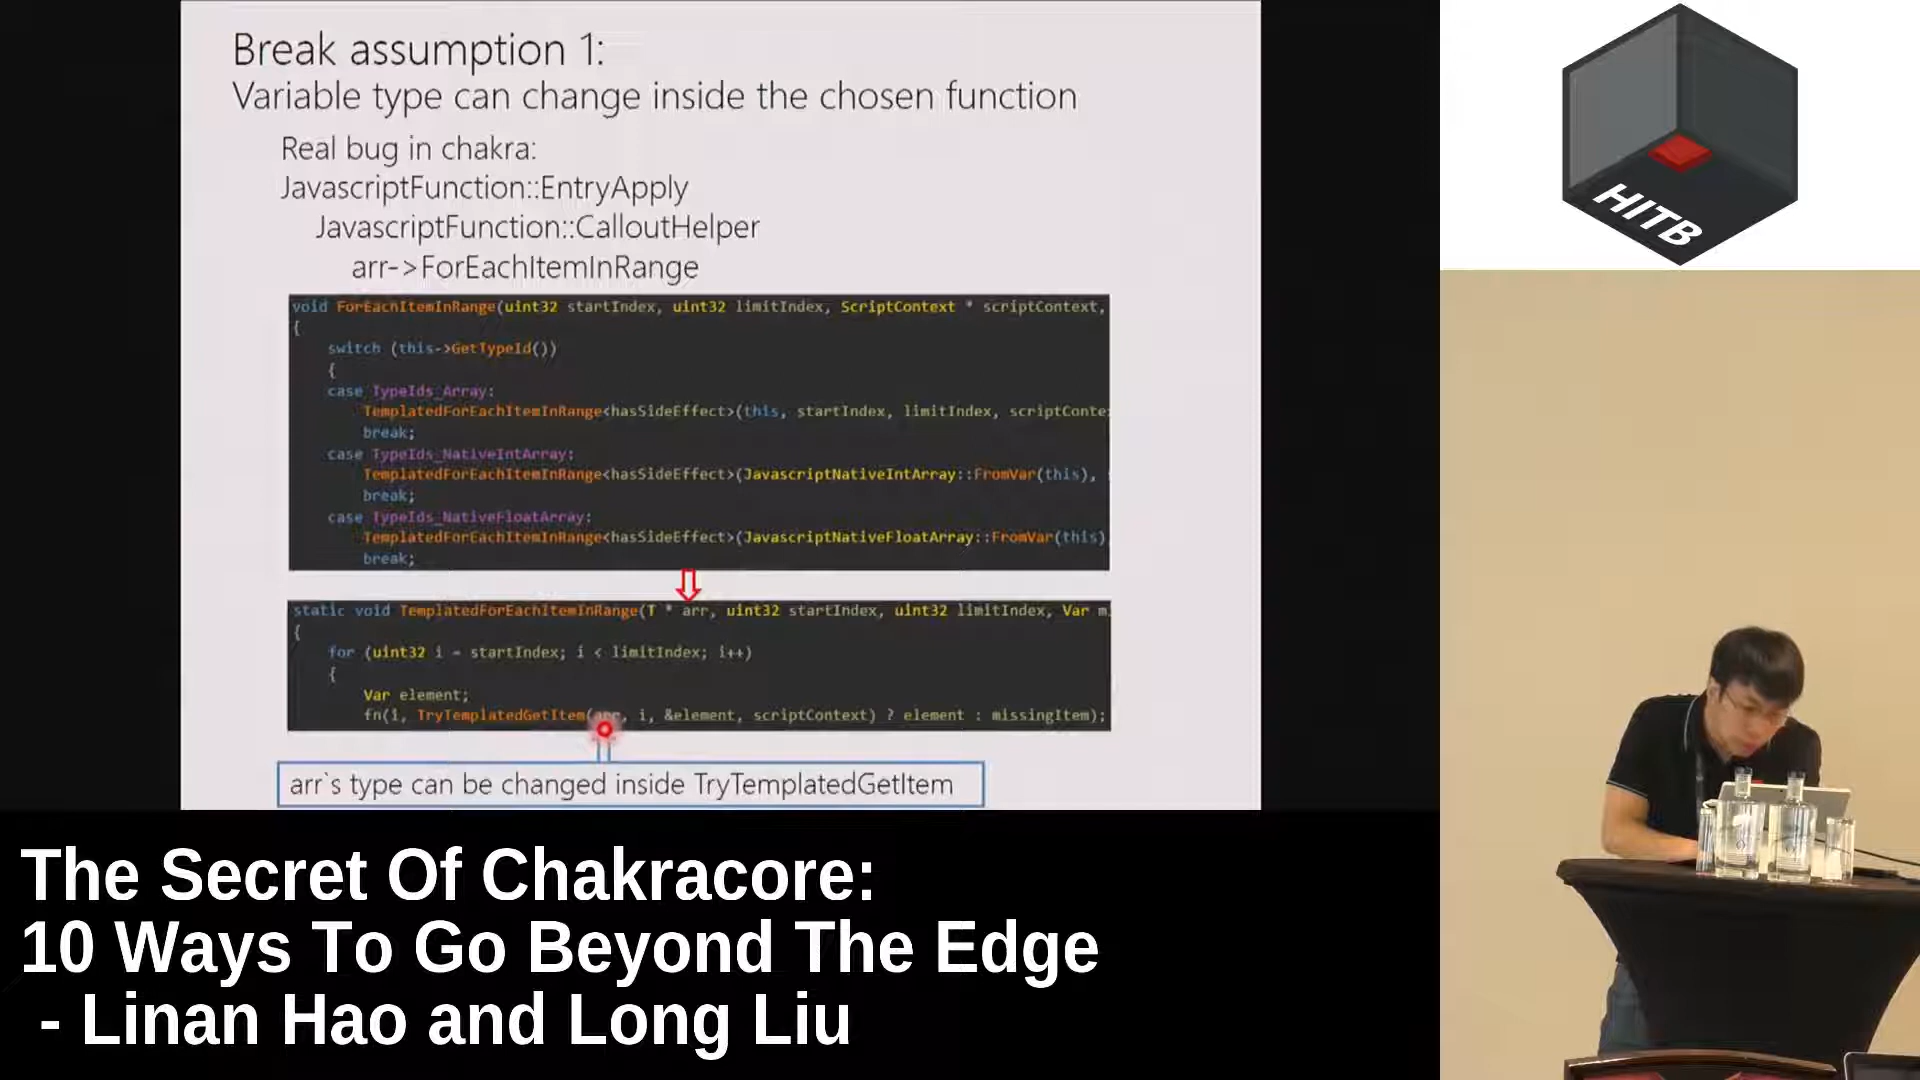 Break assumption 1:
Variable type can change inside the chosen function
Real bug in chakra:
JavascriptFunction::EntryApply
JavascriptFunction::CalloutHelper
arr->ForEachItemInRange
void ForEachItemInRange(uint32 startIndex, uint32 limitIndex, ScriptContext * scriptContext,
{
switch (this->GetTypeId())
{
case TypeIds_Array:
TemplatedForEachItemInRange<hasSideEffect>(this, startIndex, limitIndex, scriptConte
break;
case TypeIds_NativeIntArray:
TemplatedForEachItemInRange<hasSideEffect>(JavascriptNativeIntArray::FromVar(this),
break;
case TypeIds_NativeFloatArray:
TemplatedForEachItemInRange<hasSideEffect>(JavascriptNativeFloatArray::FromVar(this)
break;
static void TemplatedForEachItemInRange(T * arr, uint32 startIndex, uint32 limitIndex, Var m
{
for (uint32 i = startIndex; i < limitIndex; i++)
{
Var element;
fn(i, TryTemplatedGetItem(arr, i, &element, scriptContext) ? element : missingItem);
arr`s type can be changed inside TryTemplatedGetItem
HITB
The Secret Of Chakracore:
10 Ways To Go Beyond The Edge
- Linan Hao and Long Liu